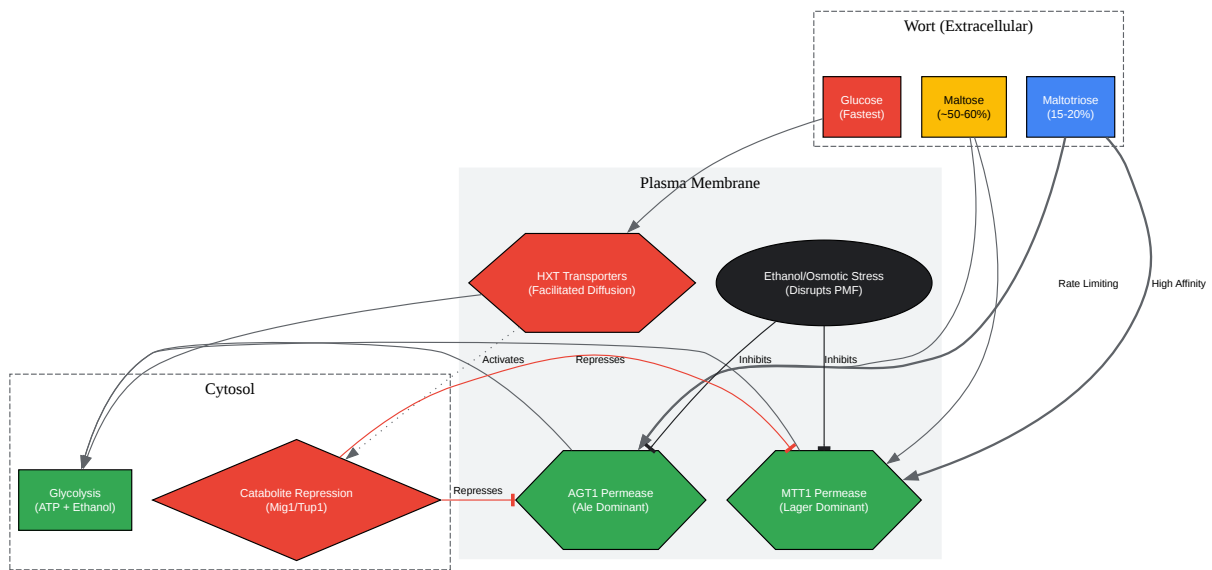 Wort (Extracellular)
Glucose
(Fastest)
Maltose
(~50-60%)
Maltotriose
(15-20%)
Plasma Membrane
HXT Transporters
(Facilitated Diffusion)
Ethanol/Osmotic Stress
(Disrupts PMF)
Rate Limiting
High Affinity
Activates
Represses
Inhibits
Inhibits
Cytosol
Glycolysis
(ATP + Ethanol)
Catabolite Repression
(Mig1/Tup1)
Represses
AGT1 Permease
(Ale Dominant)
MTT1 Permease
(Lager Dominant)